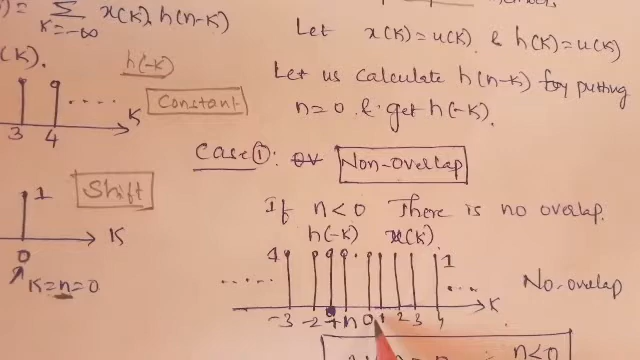 ) = ∑ x(K) h(n-K)
K=-∞
Let x(K) = u(K) & h(K) = u(K)
(K).
h(-K)
Let us calculate h(n-K) for putting
n=0 & get h(-K).
Constant
K
3 4
Case ①: Non-overlap
1
Shift
K
0
K=n=0
If n<0 There is no overlap.
h(-K) x(K)
1
..... ... No-overlap
K
-3 -2 n 0 1 2 3 4
n<0